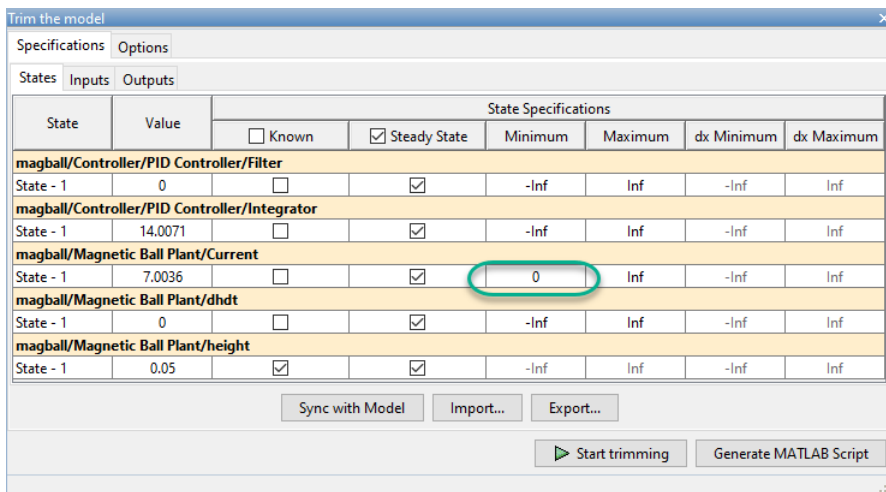 Trim the model
Specifications Options
States Inputs Outputs
State Value State Specifications
Known Steady State Minimum Maximum dx Minimum dx Maximum
magball/Controller/PID Controller/Filter
State - 1 0 -Inf Inf -Inf Inf
magball/Controller/PID Controller/Integrator
State - 1 14.0071 -Inf Inf -Inf Inf
magball/Magnetic Ball Plant/Current
State - 1 7.0036 0 Inf -Inf Inf
magball/Magnetic Ball Plant/dhdt
State - 1 0 -Inf Inf -Inf Inf
magball/Magnetic Ball Plant/height
State - 1 0.05 -Inf Inf -Inf Inf
Sync with Model Import... Export...
Start trimming Generate MATLAB Script